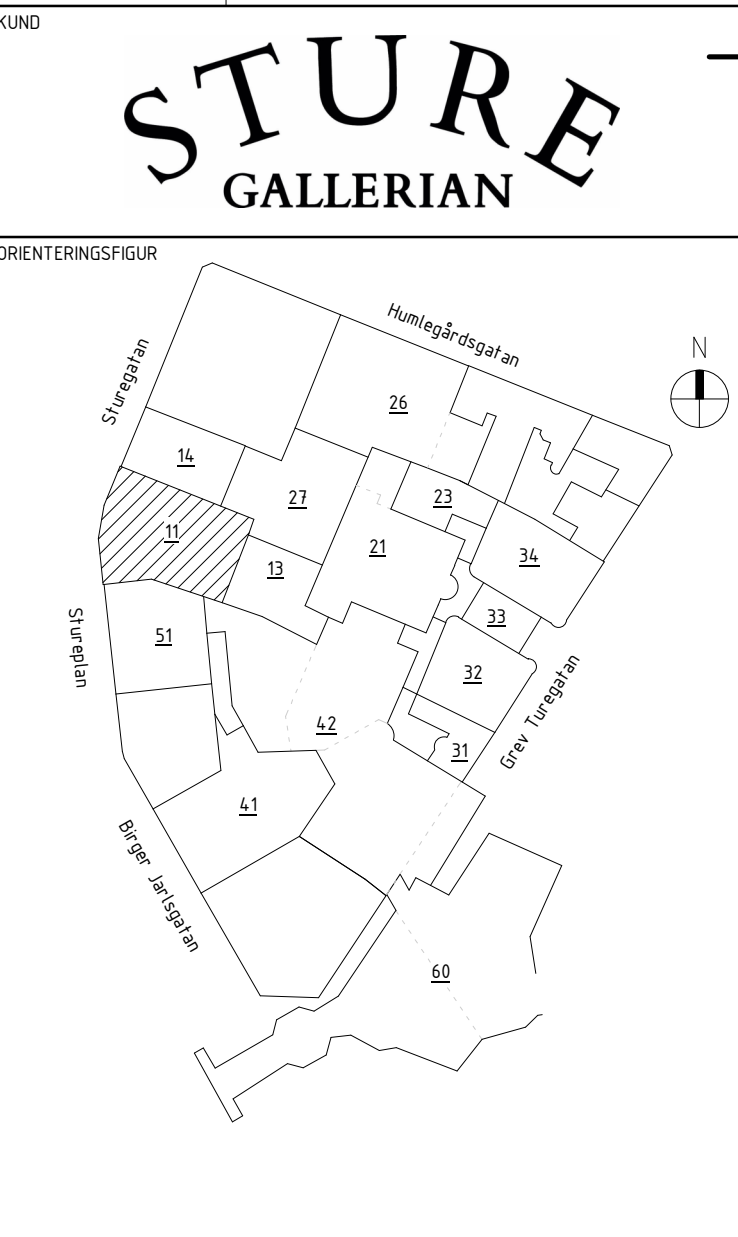 KUND
STURE
GALLERIAN
ORIENTERINGSFIGUR
Humlegårdsgatan
Sturegatan
N
26
14
27
23
11
21
34
13
33
51
Stureplan
32
Grev Turegatan
42
31
41
Birger Jarlsgatan
60